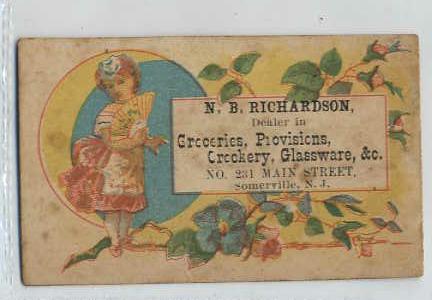 N. B. RICHARDSON,
Dealer in
Groceries, Provisions,
Crockery, Glassware, &c.
NO. 231 MAIN STREET,
Somerville, N. J.